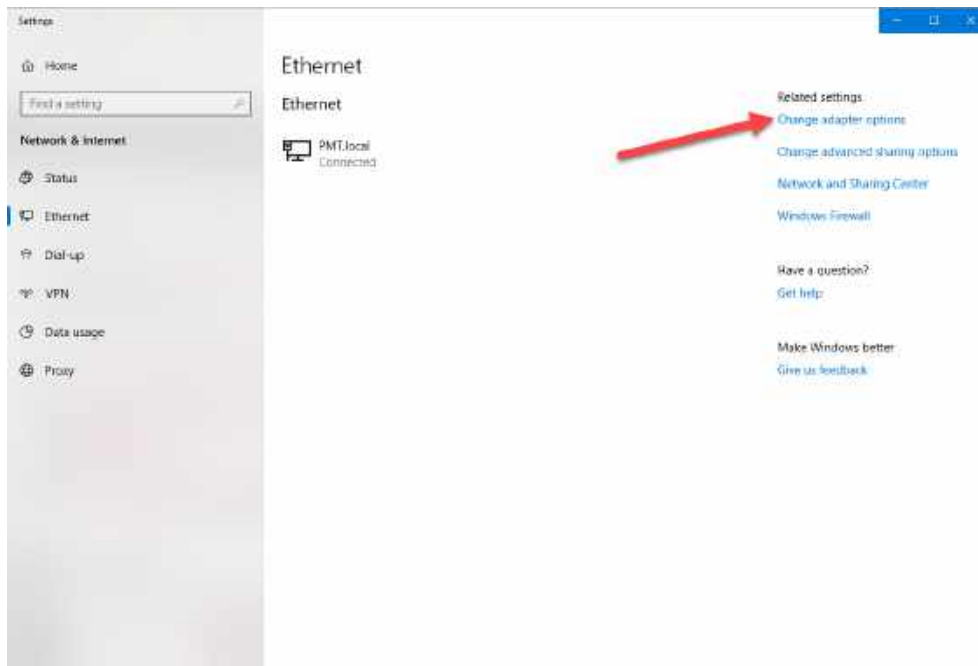 Settings
Home
Find a setting
Network & Internet
Status
Ethernet
Dial-up
VPN
Data usage
Proxy
Ethernet
Ethernet
PMT.local
Connected
Related settings
Change adapter options
Change advanced sharing options
Network and Sharing Center
Windows Firewall
Have a question?
Get help
Make Windows better
Give us feedback